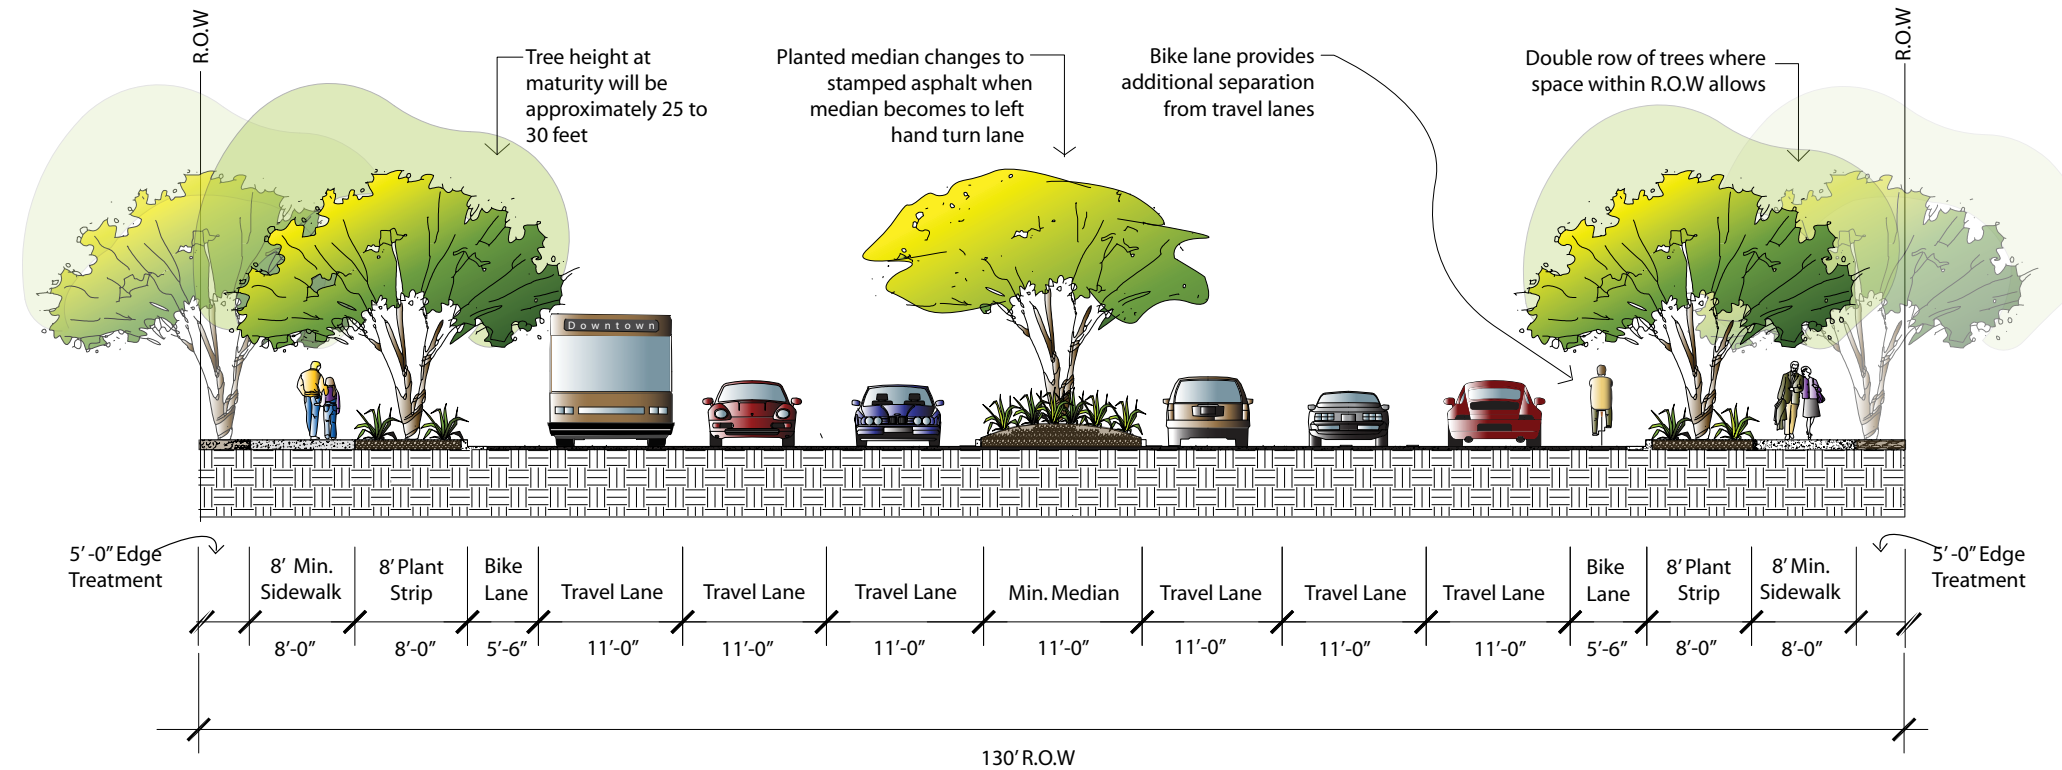 R.O.W
R.O.W
Tree height at
maturity will be
approximately 25 to
30 feet
Planted median changes to
stamped asphalt when
median becomes to left
hand turn lane
Bike lane provides
additional separation
from travel lanes
Double row of trees where
space within R.O.W allows
Downtown
5'-0" Edge
Treatment
8' Min.
Sidewalk
8' Plant
Strip
Bike
Lane
Travel Lane
Travel Lane
Travel Lane
Min. Median
Travel Lane
Travel Lane
Travel Lane
Bike
Lane
8' Plant
Strip
8' Min.
Sidewalk
5'-0" Edge
Treatment
8'-0"
8'-0"
5'-6"
11'-0"
11'-0"
11'-0"
11'-0"
11'-0"
11'-0"
11'-0"
5'-6"
8'-0"
8'-0"
130' R.O.W